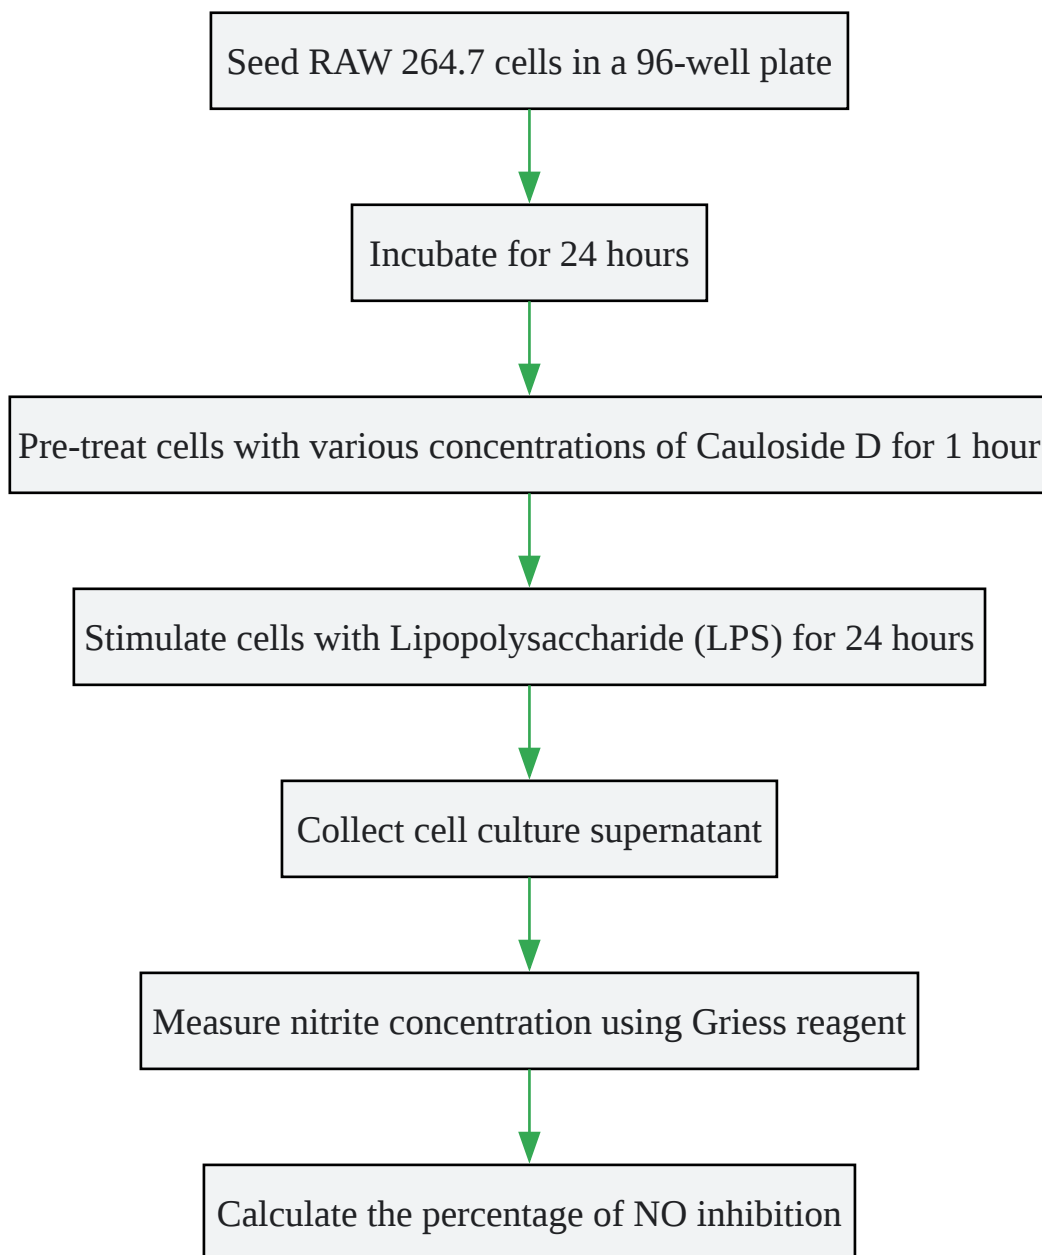 Seed RAW 264.7 cells in a 96-well plate
Incubate for 24 hours
Pre-treat cells with various concentrations of Cauloside D for 1 hour
Stimulate cells with Lipopolysaccharide (LPS) for 24 hours
Collect cell culture supernatant
Measure nitrite concentration using Griess reagent
Calculate the percentage of NO inhibition